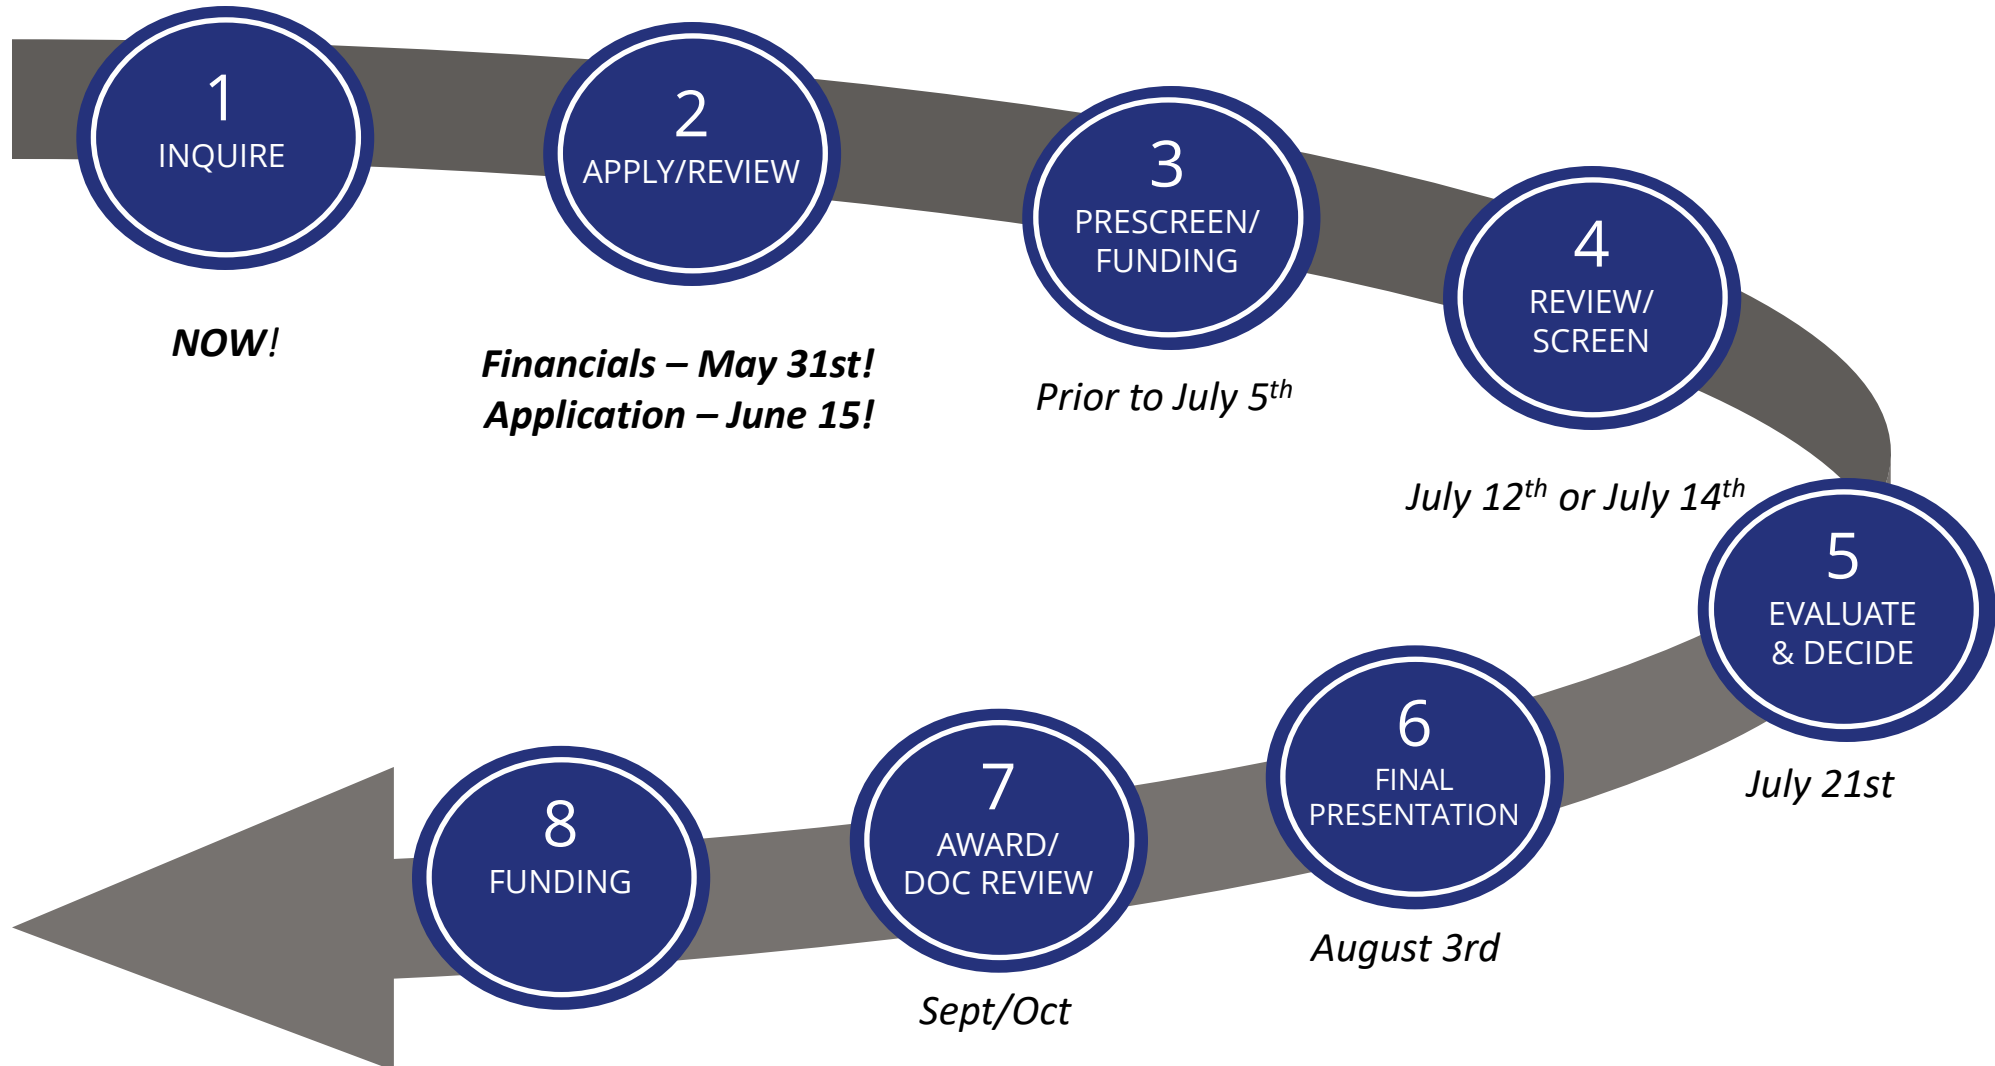 1
INQUIRE
NOW!
2
APPLY/REVIEW
Financials – May 31st!
Application – June 15!
3
PRESCREEN/
FUNDING
Prior to July 5th
4
REVIEW/
SCREEN
July 12th or July 14th
5
EVALUATE
& DECIDE
July 21st
6
FINAL
PRESENTATION
August 3rd
7
AWARD/
DOC REVIEW
Sept/Oct
8
FUNDING